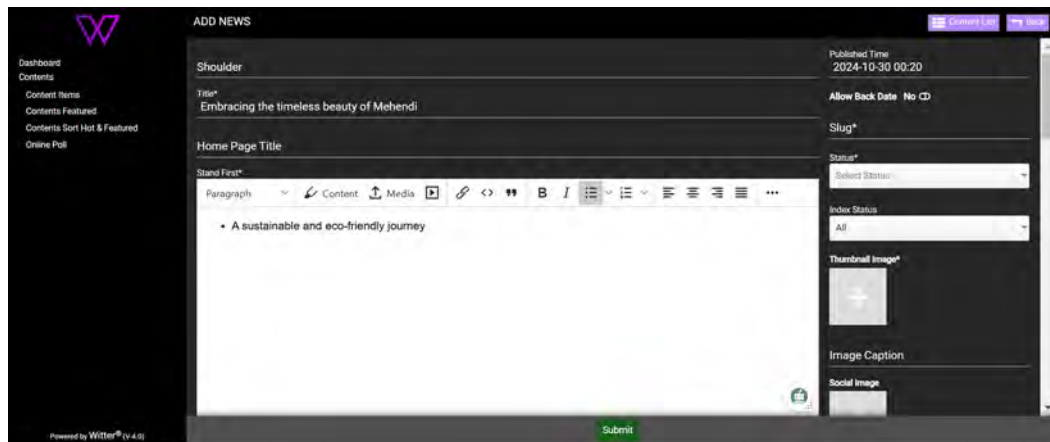 ADD NEWS
Content List
Back
Dashboard
Contents
Content Items
Contents Featured
Contents Sort Hot & Featured
Online Poll
Shoulder
Title*
Embracing the timeless beauty of Mehendi
Home Page Title
Stand First*
Paragraph Content Media B I
• A sustainable and eco-friendly journey
Published Time
2024-10-30 00:20
Allow Back Date No
Slug*
Status*
Select Status
Index Status
All
Thumbnail Image*
Image Caption
Social Image
Submit
Powered by Witter® (V 4.0)